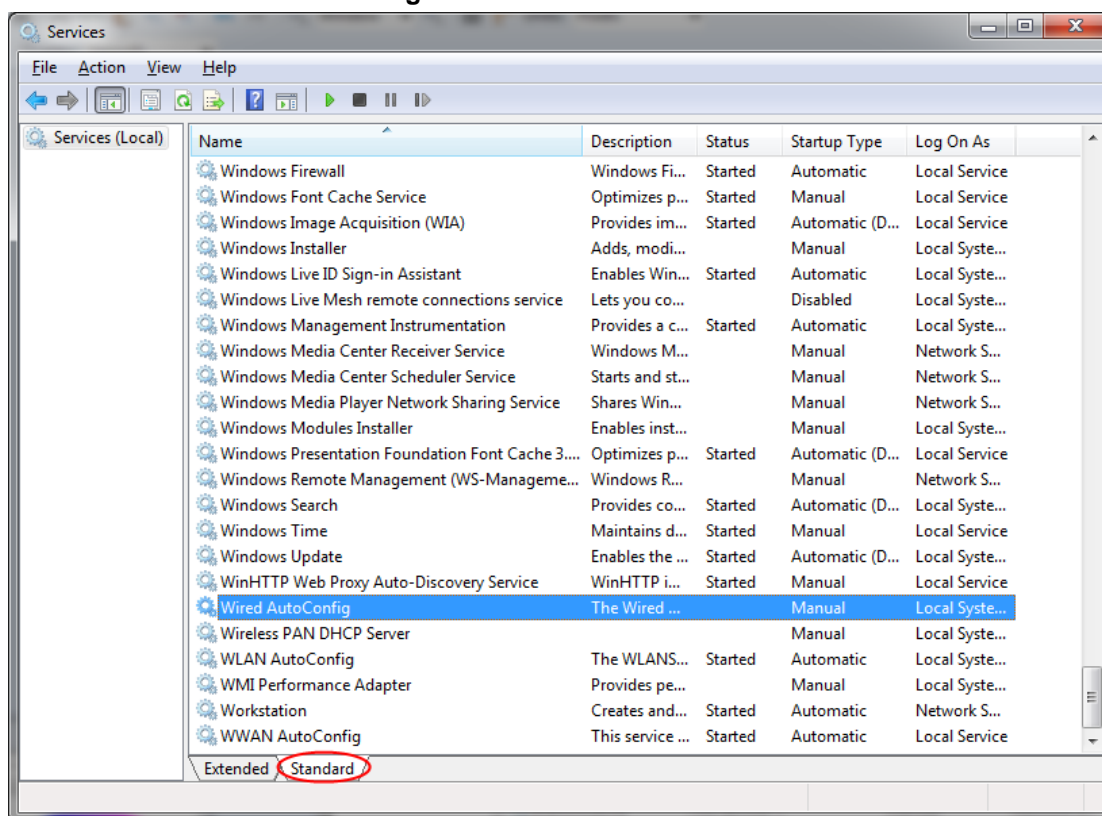 Services
File Action View Help
Services (Local)
Name Description Status Startup Type Log On As
Windows Firewall Windows Fi... Started Automatic Local Service
Windows Font Cache Service Optimizes p... Started Manual Local Service
Windows Image Acquisition (WIA) Provides im... Started Automatic (D... Local Service
Windows Installer Adds, modi... Manual Local Syste...
Windows Live ID Sign-in Assistant Enables Win... Started Automatic Local Syste...
Windows Live Mesh remote connections service Lets you co... Disabled Local Syste...
Windows Management Instrumentation Provides a c... Started Automatic Local Syste...
Windows Media Center Receiver Service Windows M... Manual Network S...
Windows Media Center Scheduler Service Starts and st... Manual Network S...
Windows Media Player Network Sharing Service Shares Win... Manual Network S...
Windows Modules Installer Enables inst... Manual Local Syste...
Windows Presentation Foundation Font Cache 3.... Optimizes p... Started Automatic (D... Local Service
Windows Remote Management (WS-Manageme... Windows R... Manual Network S...
Windows Search Provides co... Started Automatic (D... Local Syste...
Windows Time Maintains d... Started Manual Local Service
Windows Update Enables the ... Started Automatic (D... Local Syste...
WinHTTP Web Proxy Auto-Discovery Service WinHTTP i... Started Manual Local Service
Wired AutoConfig The Wired ... Manual Local Syste...
Wireless PAN DHCP Server Manual Local Syste...
WLAN AutoConfig The WLANS... Started Automatic Local Syste...
WMI Performance Adapter Provides pe... Manual Local Syste...
Workstation Creates and... Started Automatic Network S...
WWAN AutoConfig This service ... Started Automatic Local Service
Extended Standard